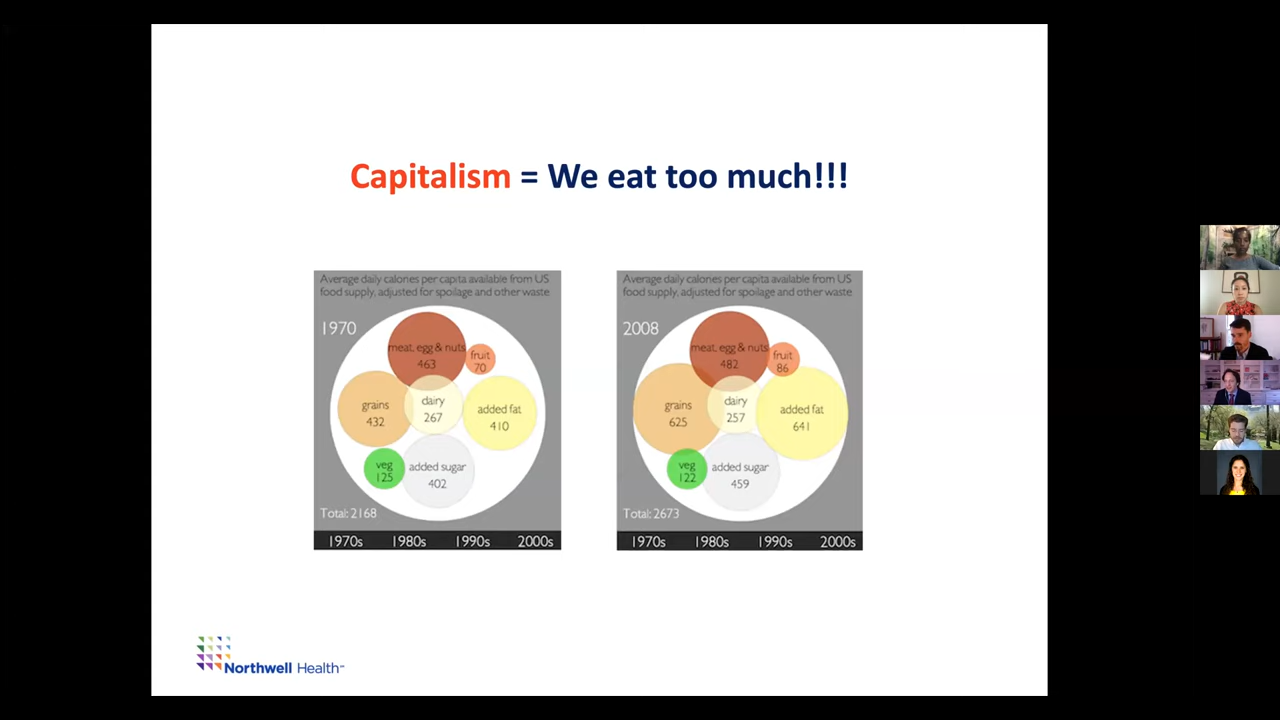 Capitalism = We eat too much!!!
Average daily calories per capita available from US
food supply, adjusted for spoilage and other waste
1970
meat, egg & nuts
463
fruit
70
grains
432
dairy
267
added fat
410
veg
125
added sugar
402
Total: 2168
1970s 1980s 1990s 2000s
Average daily calories per capita available from US
food supply, adjusted for spoilage and other waste
2008
meat, egg & nuts
482
fruit
86
grains
625
dairy
257
added fat
641
veg
122
added sugar
459
Total: 2673
1970s 1980s 1990s 2000s
Northwell Health